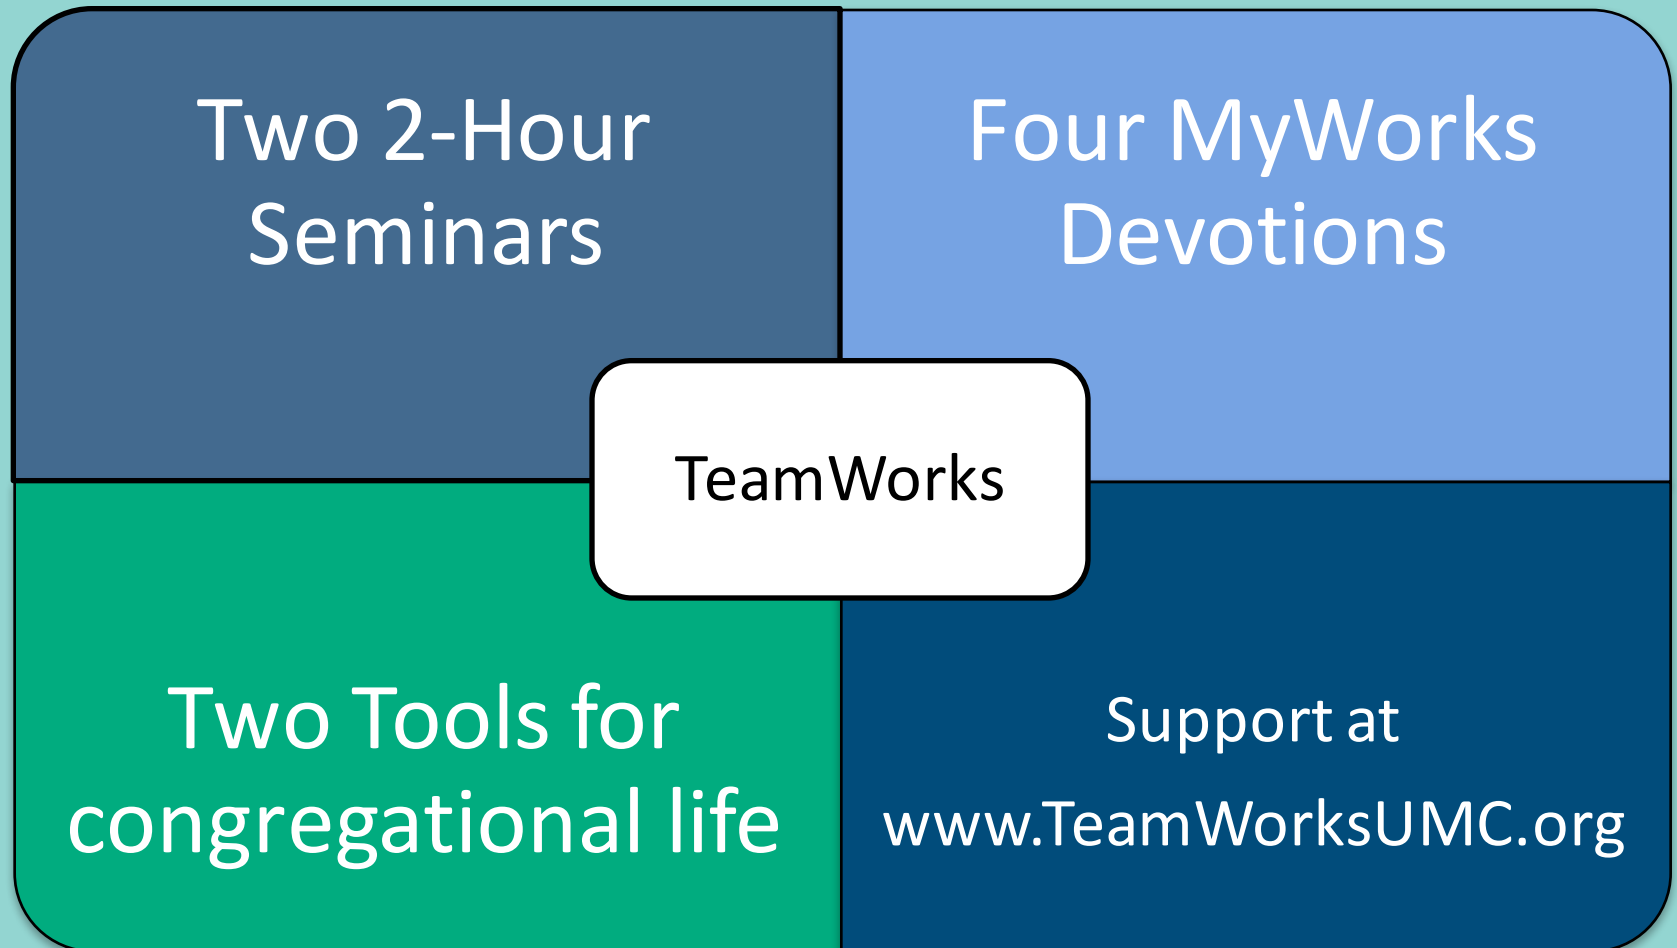 Two 2-Hour
Seminars
Four MyWorks
Devotions
TeamWorks
Two Tools for
congregational life
Support at
www.TeamWorksUMC.org